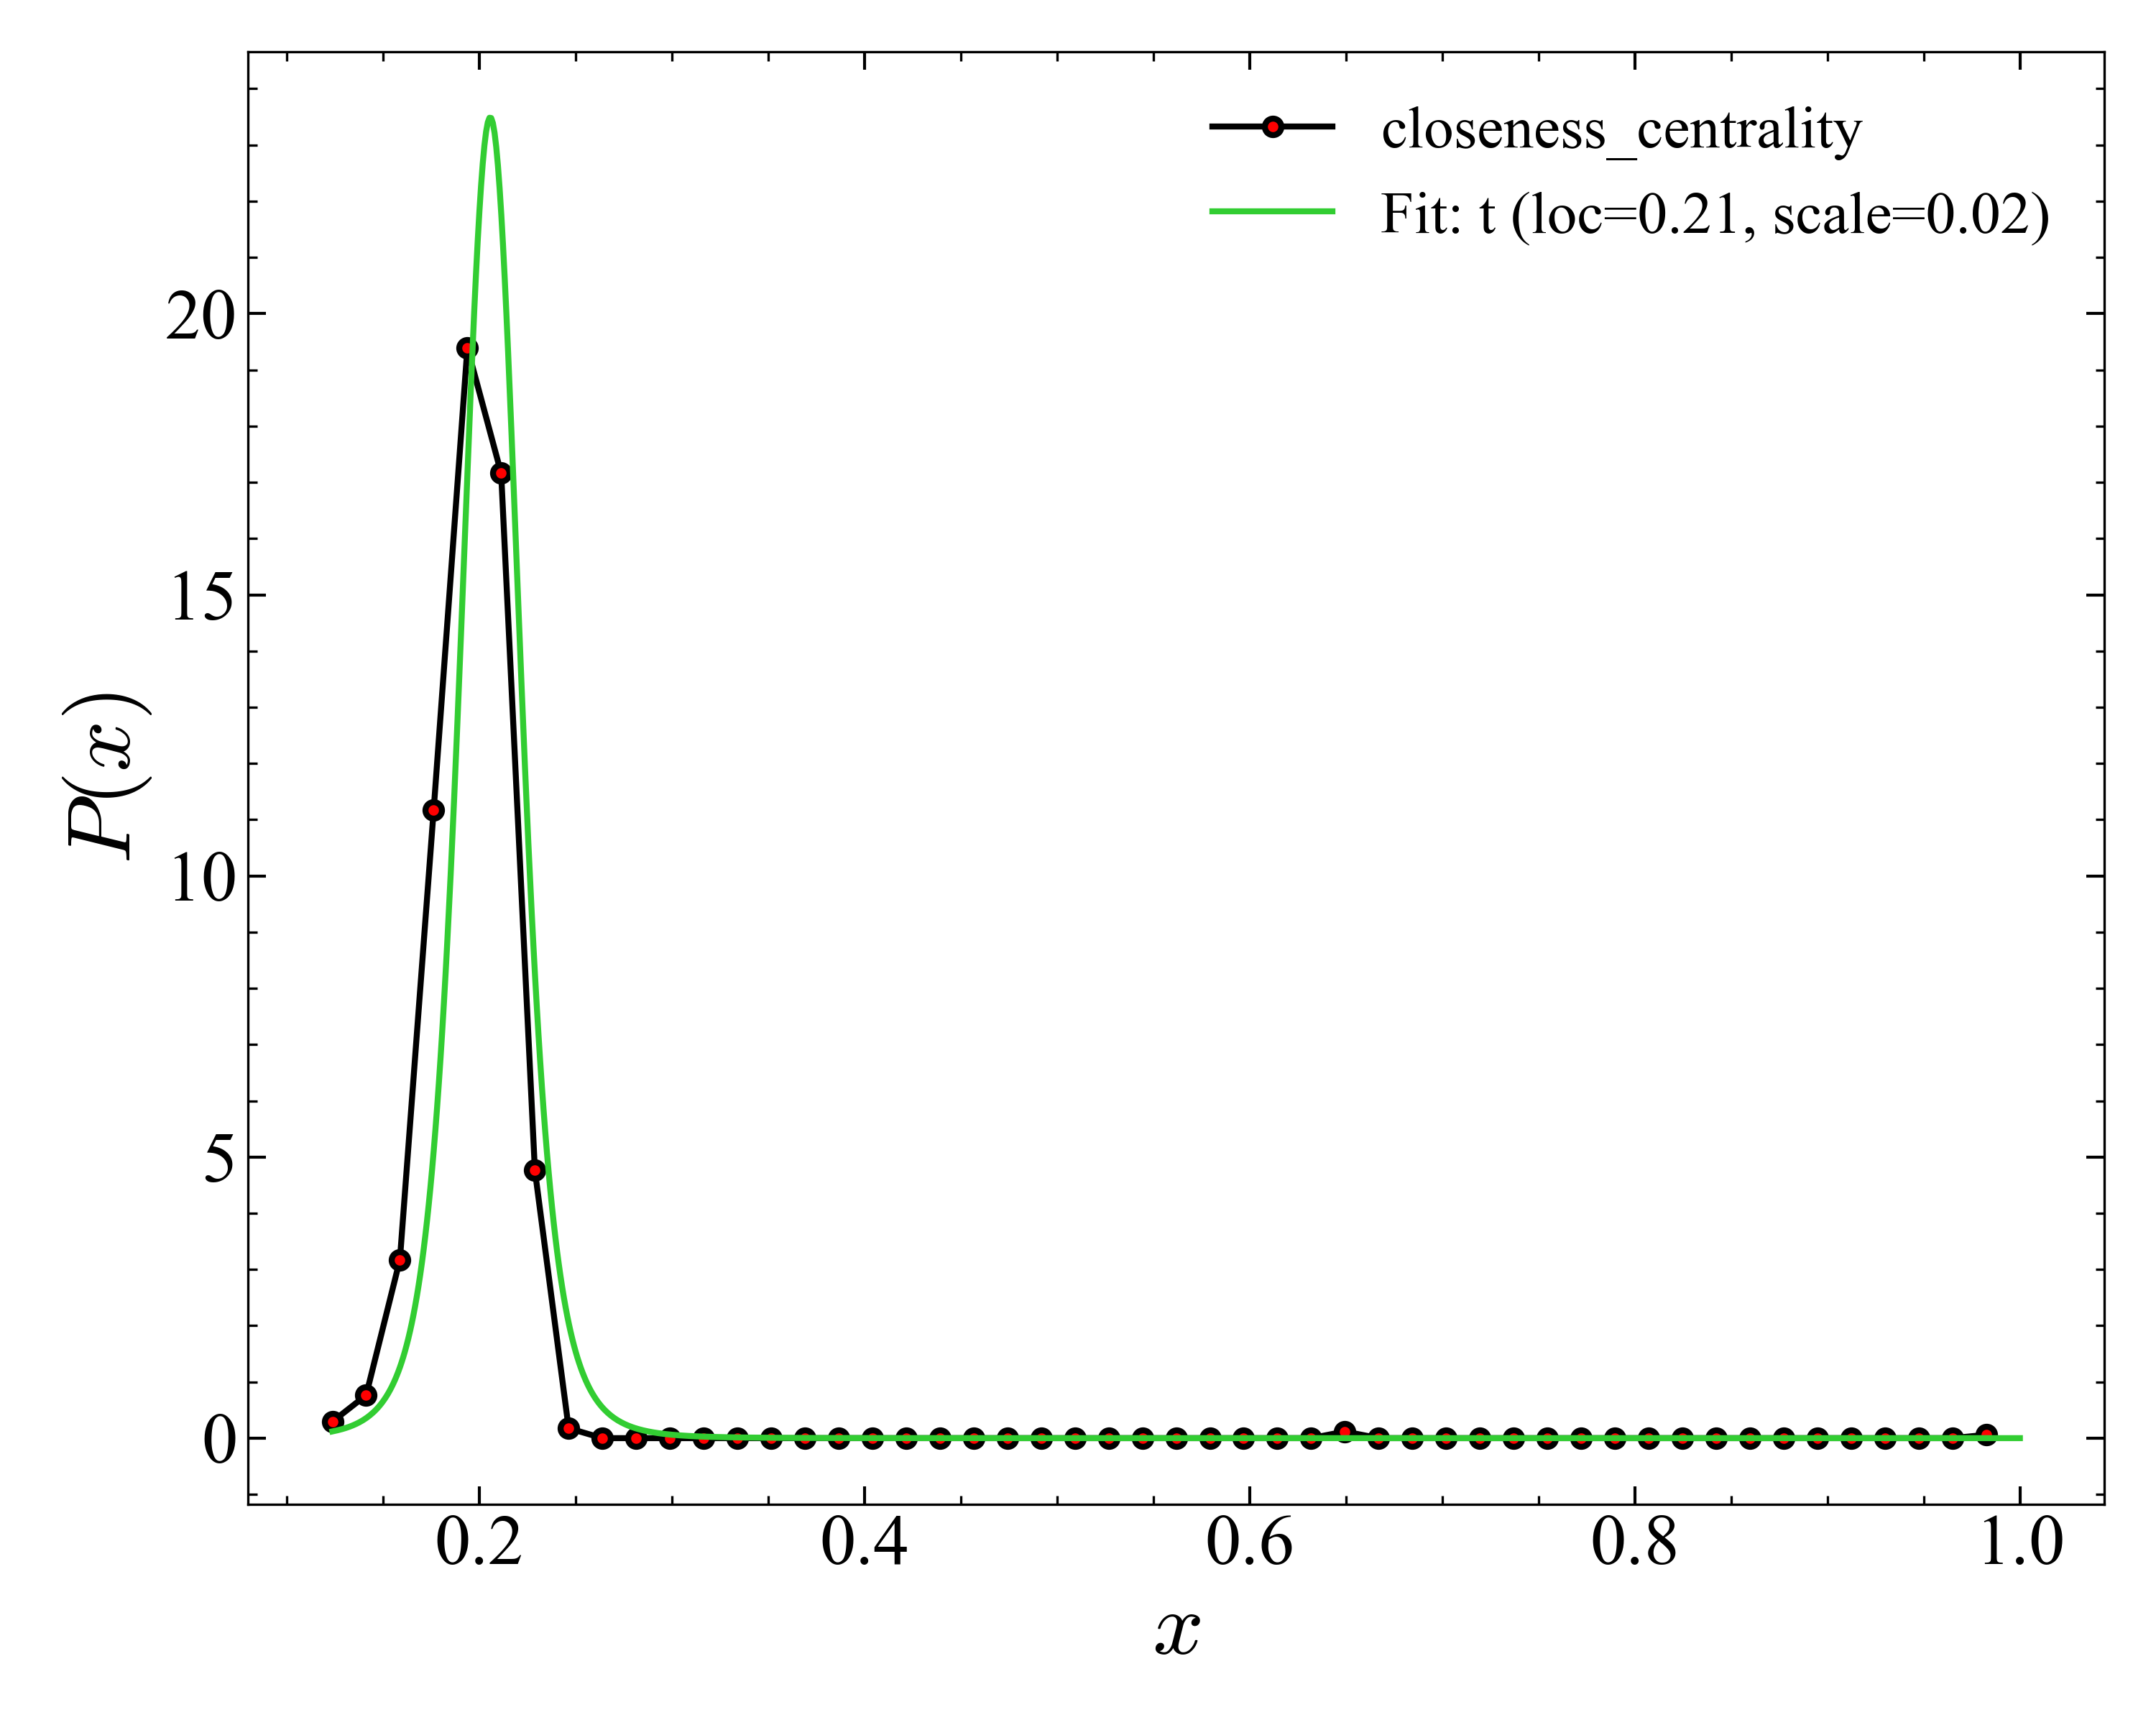 closeness_centrality
Fit: t (loc=0.21, scale=0.02)
20
15
10
5
0
P(x)
0.2 0.4 0.6 0.8 1.0
x